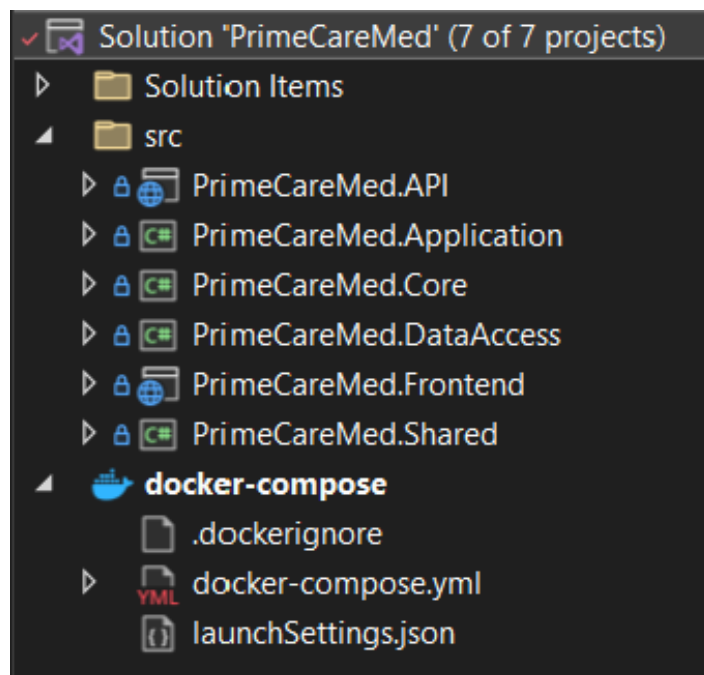 Solution 'PrimeCareMed' (7 of 7 projects)
Solution Items
src
PrimeCareMed.API
C# PrimeCareMed.Application
C# PrimeCareMed.Core
C# PrimeCareMed.DataAccess
PrimeCareMed.Frontend
C# PrimeCareMed.Shared
docker-compose
.dockerignore
YML docker-compose.yml
launchSettings.json